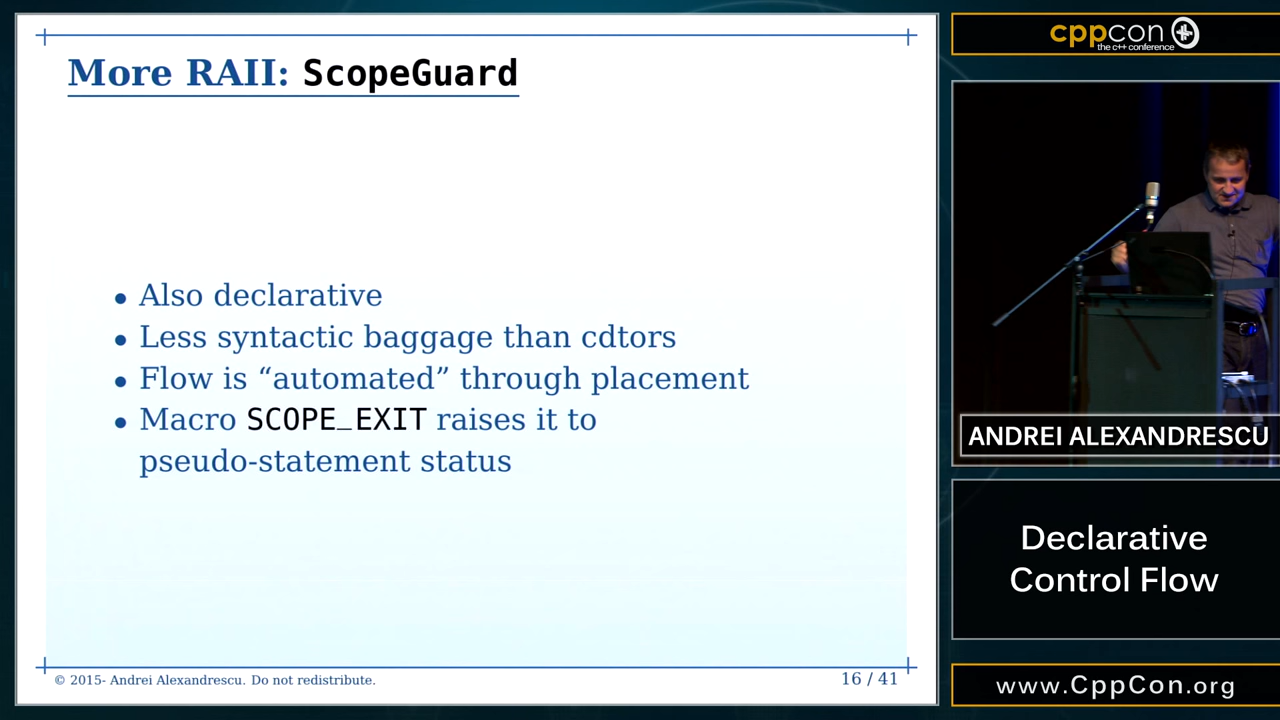 More RAII: ScopeGuard
• Also declarative
• Less syntactic baggage than cdtors
• Flow is “automated” through placement
• Macro SCOPE_EXIT raises it to
pseudo-statement status
© 2015- Andrei Alexandrescu. Do not redistribute.
16 / 41
cppcon
the c++ conference
ANDREI ALEXANDRESCU
Declarative
Control Flow
www.CppCon.org